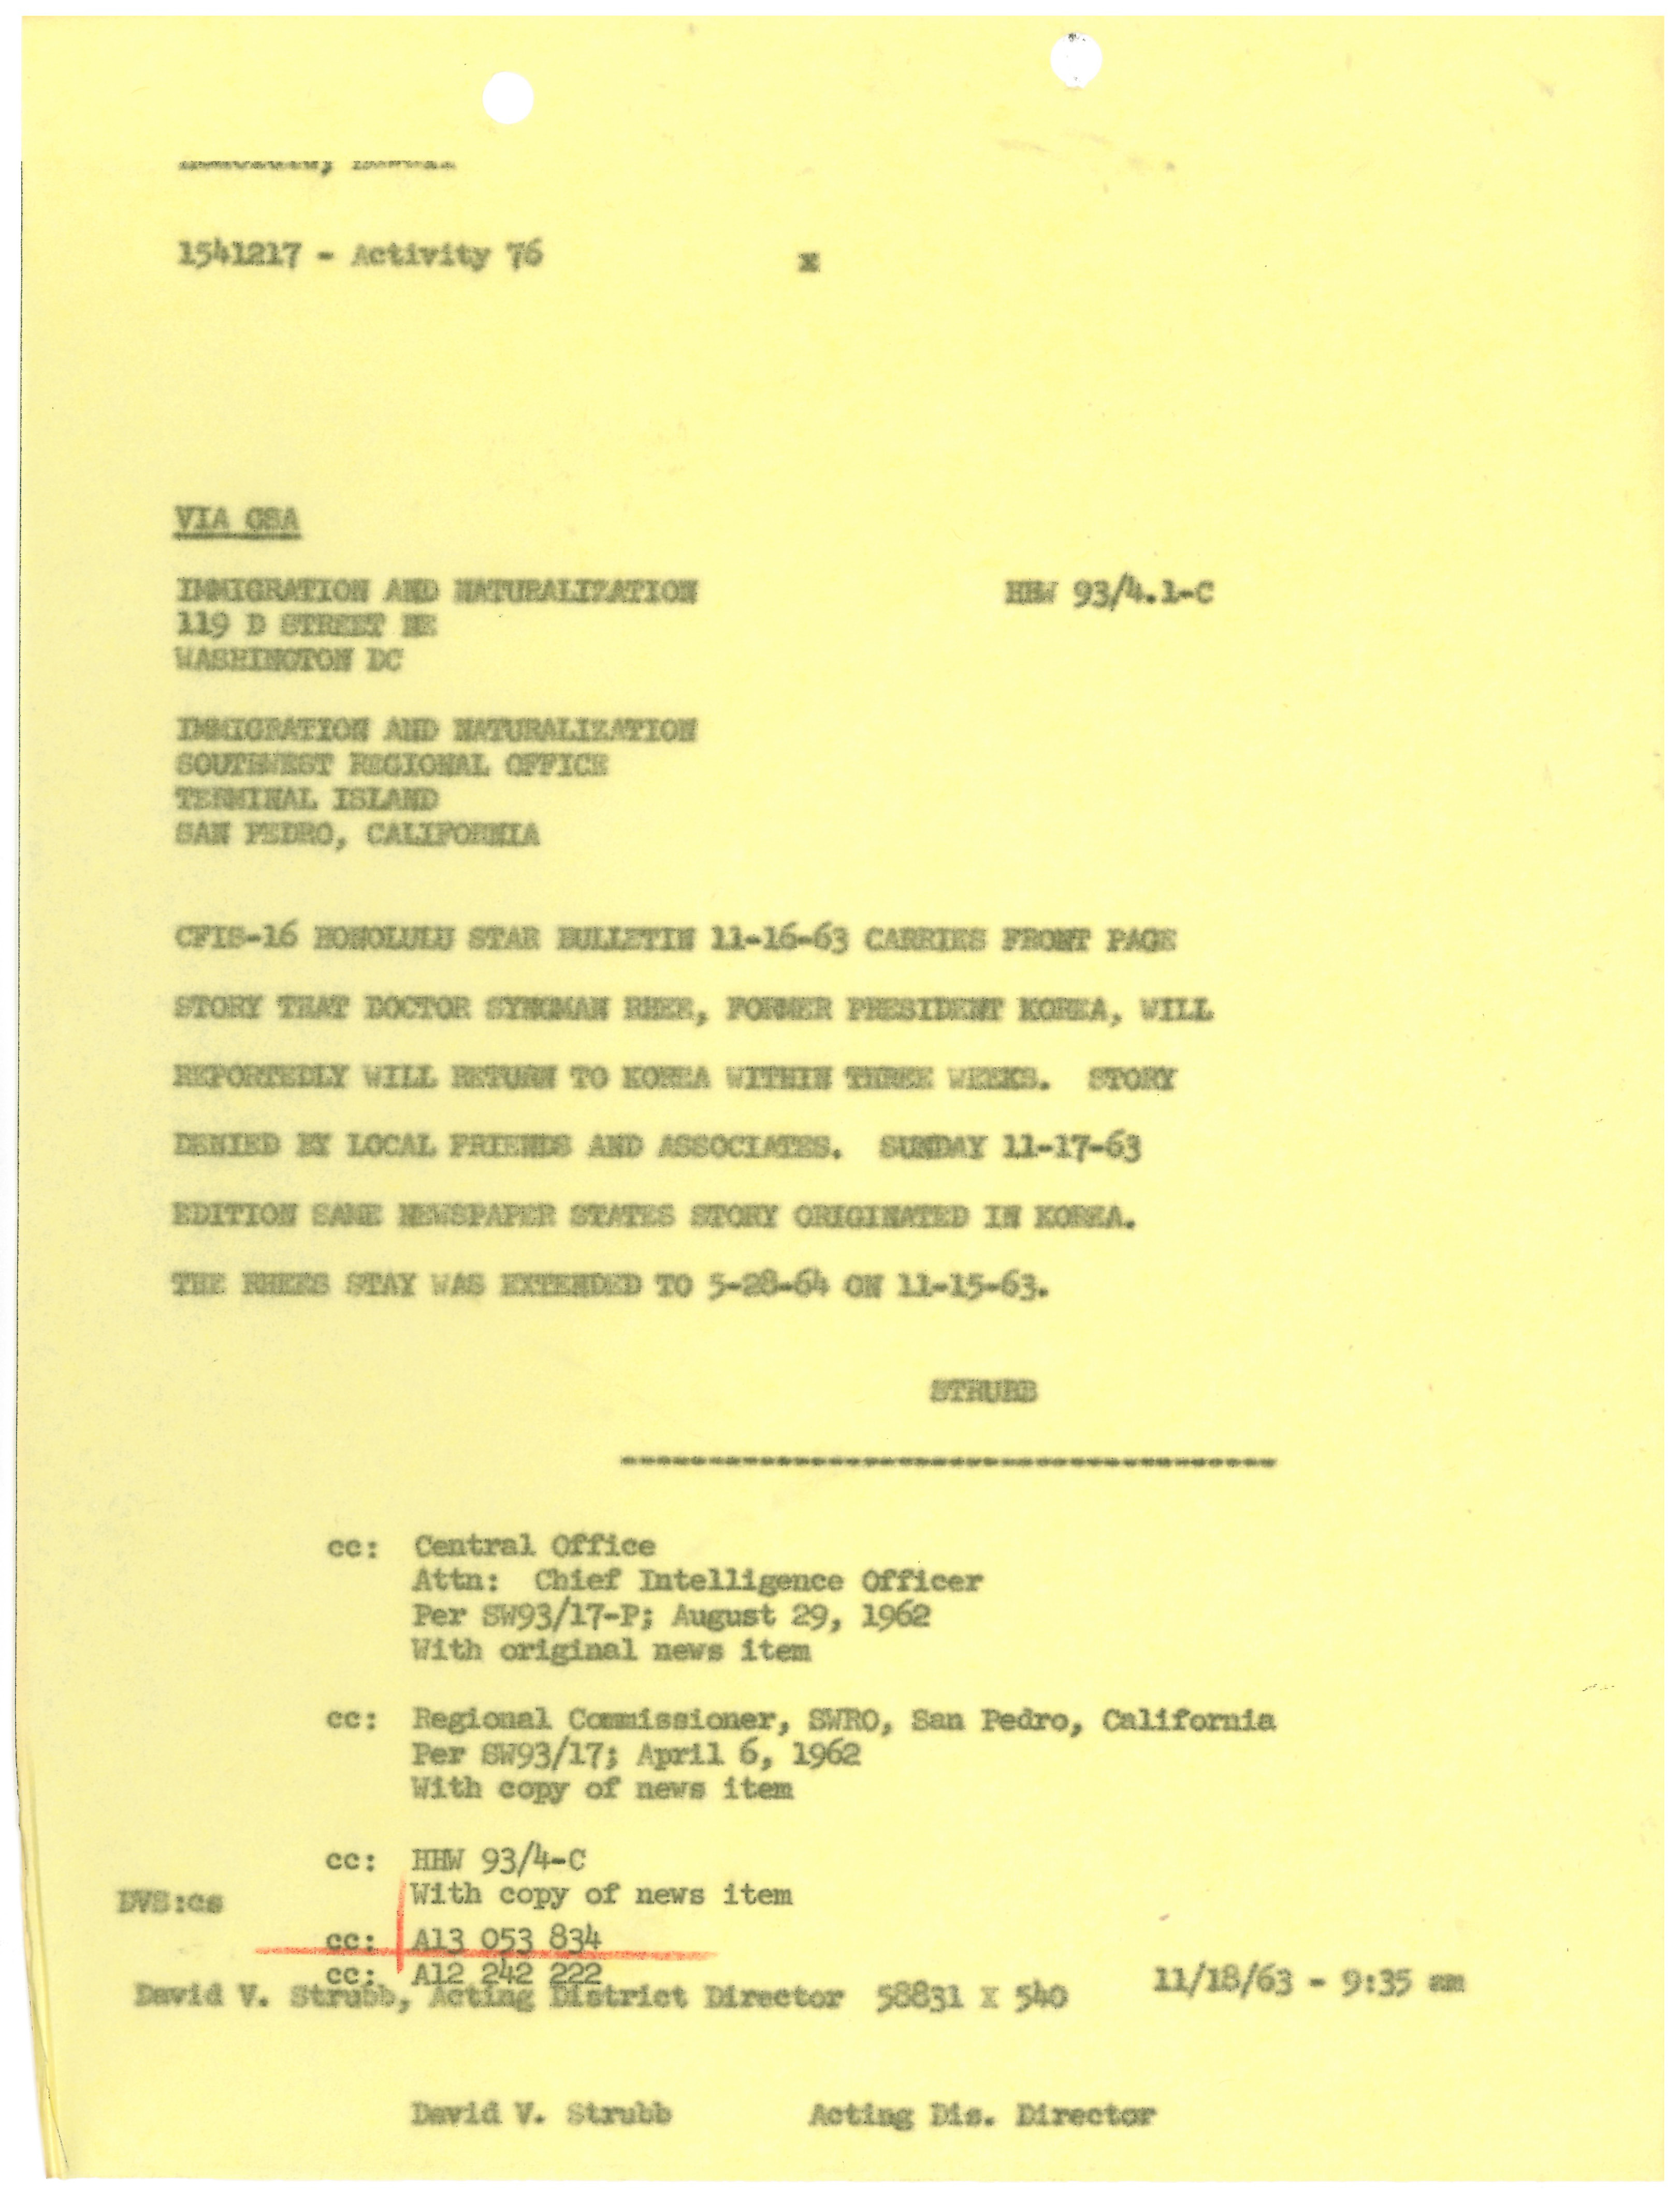 Honolulu, Hawaii
1541217 - Activity 76 x
VIA GSA
IMMIGRATION AND NATURALIZATION HHW 93/4.1-C
119 D STREET NE
WASHINGTON DC
IMMIGRATION AND NATURALIZATION
SOUTHWEST REGIONAL OFFICE
TERMINAL ISLAND
SAN PEDRO, CALIFORNIA
CFIS-16 HONOLULU STAR BULLETIN 11-16-63 CARRIES FRONT PAGE
STORY THAT DOCTOR SYNGMAN RHEE, FORMER PRESIDENT KOREA, WILL
REPORTEDLY WILL RETURN TO KOREA WITHIN THREE WEEKS. STORY
DENIED BY LOCAL FRIENDS AND ASSOCIATES. SUNDAY 11-17-63
EDITION SAME NEWSPAPER STATES STORY ORIGINATED IN KOREA.
THE RHEES STAY WAS EXTENDED TO 5-28-64 ON 11-15-63.
STRUBB
cc: Central Office
Attn: Chief Intelligence Officer
Per SW93/17-P; August 29, 1962
With original news item
cc: Regional Commissioner, SWRO, San Pedro, California
Per SW93/17; April 6, 1962
With copy of news item
cc: HHW 93/4-C
With copy of news item
DVS:cs
cc: A13 053 834
cc: A12 242 222
David V. Strubb, Acting District Director 58831 X 540 11/18/63 - 9:35 am
David V. Strubb Acting Dis. Director